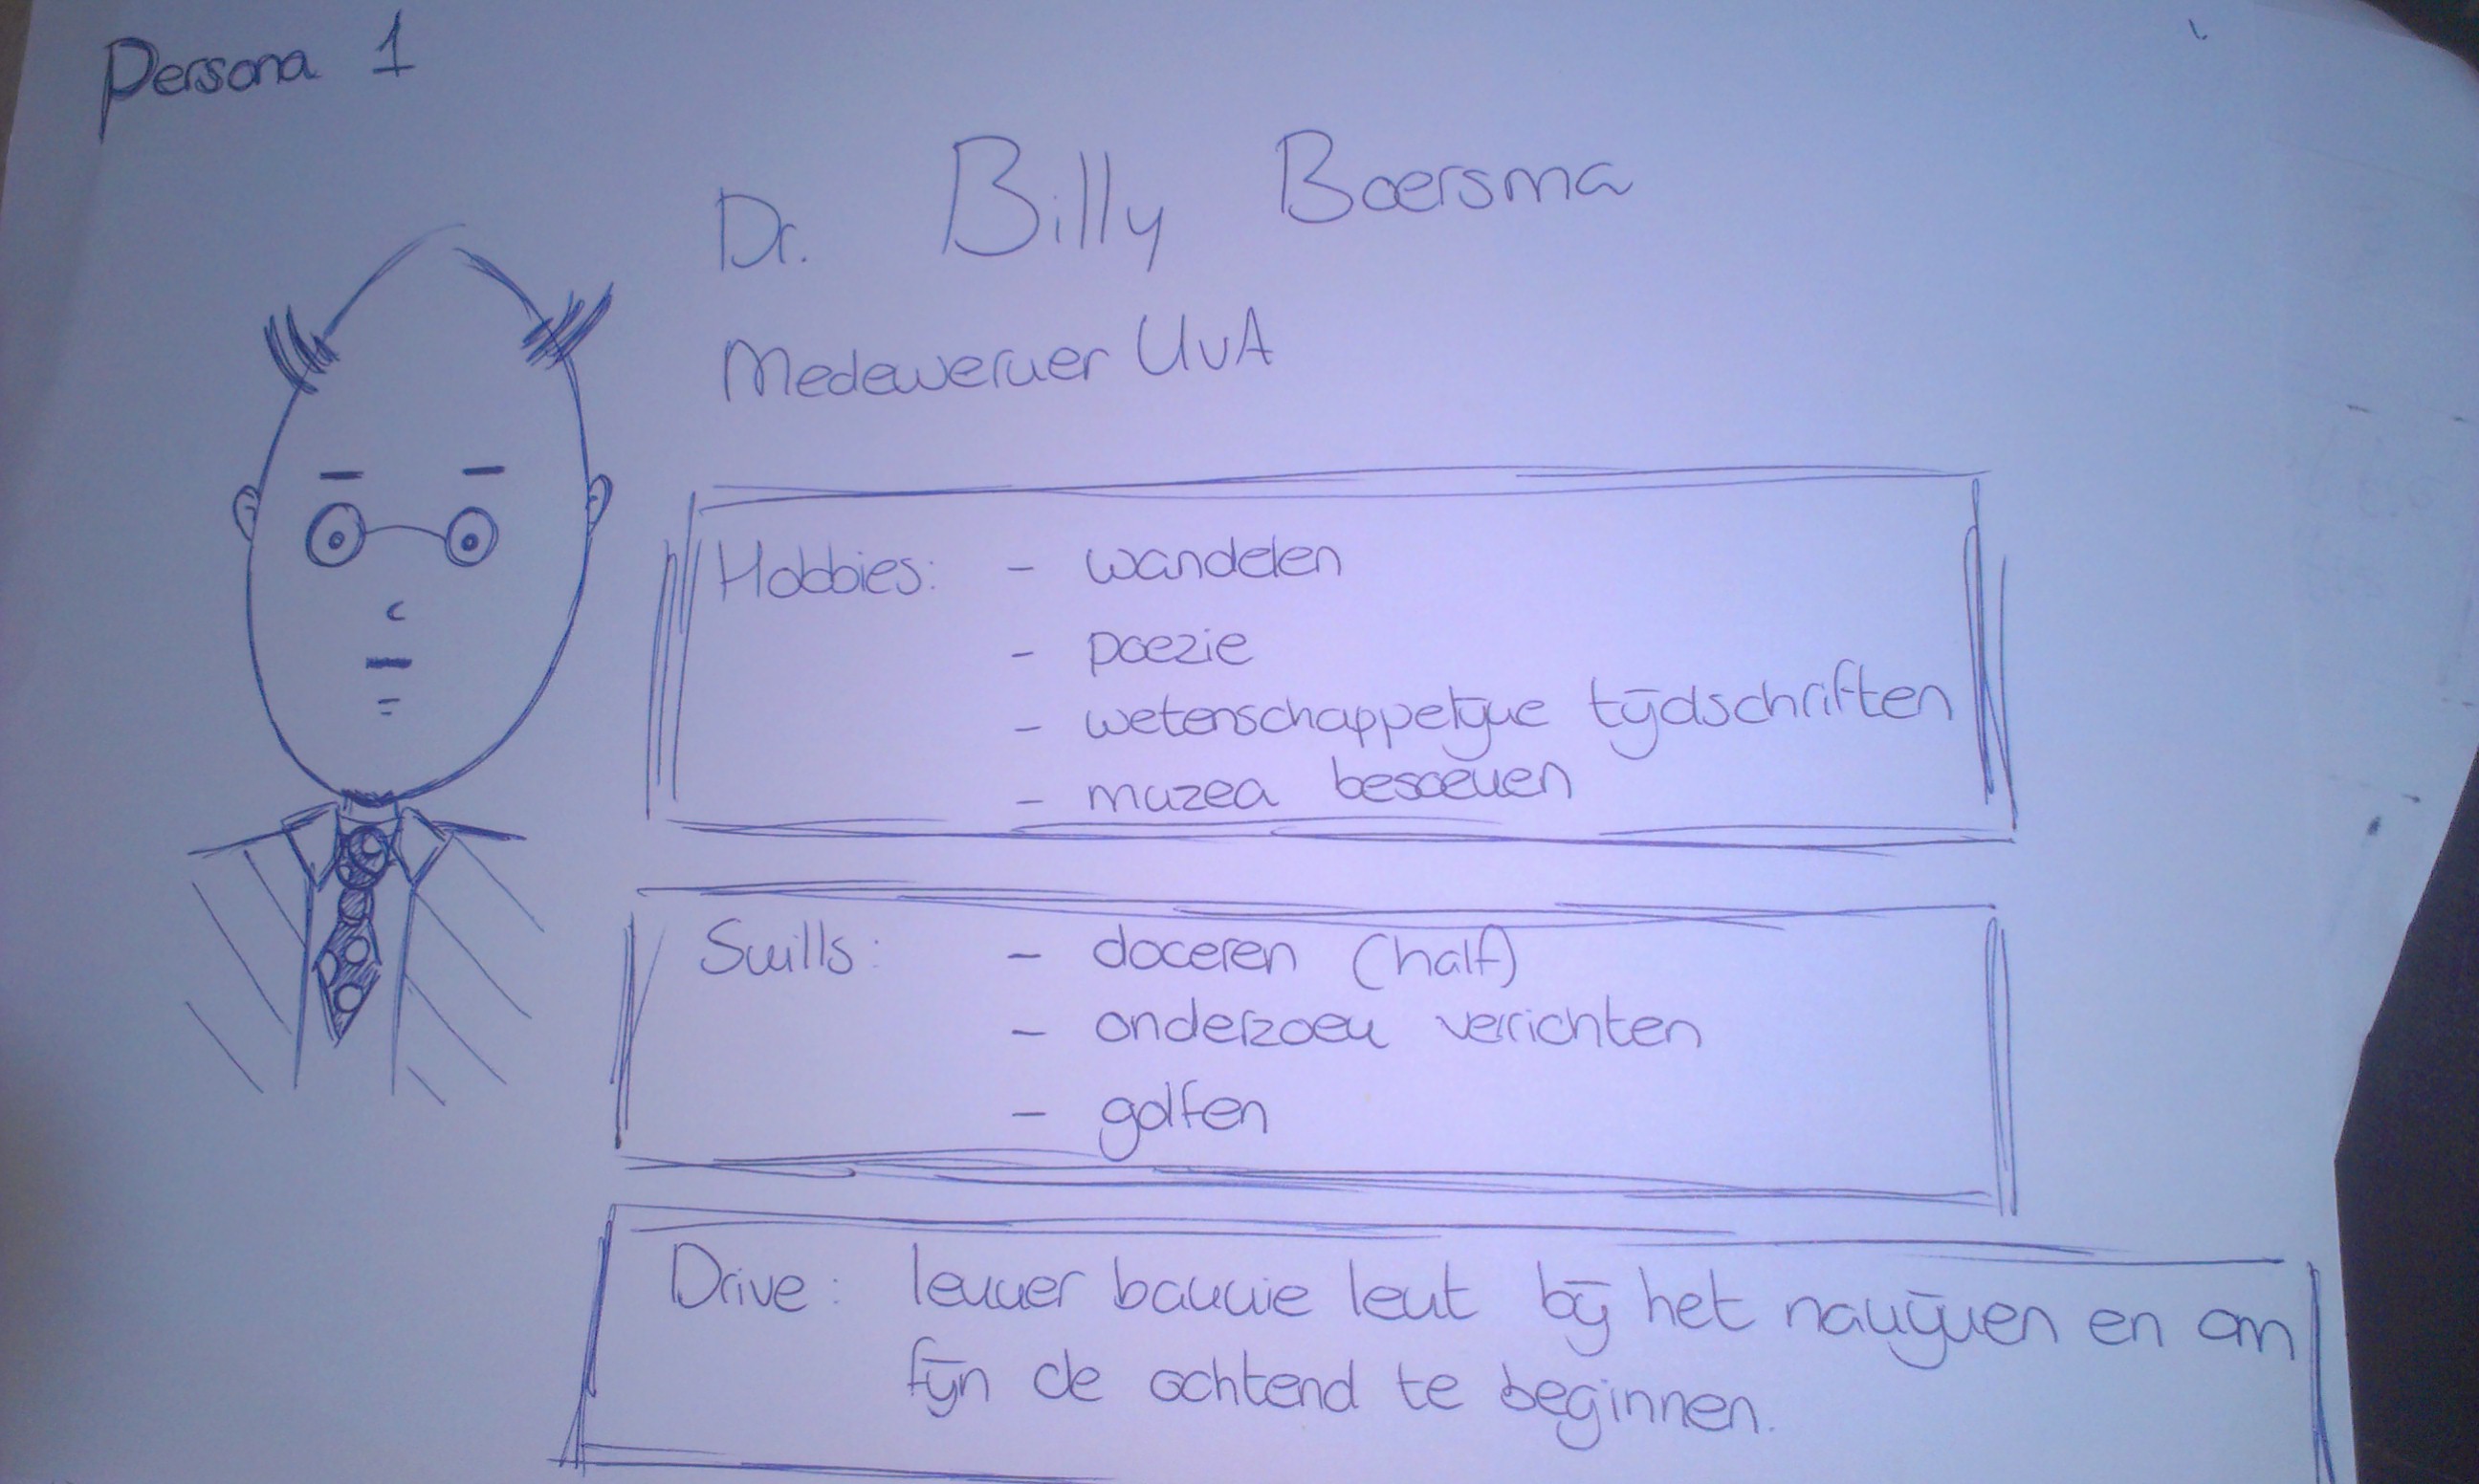 Persona 1
Dr. Billy Boersma
Medewerker UvA
Hobbies: - wandelen
- poezie
- wetenschappelijke tijdschriften
- muzea besoeken
Skills: - doceren (half)
- onderzoek verrichten
- golfen
Drive: lekker bakkie leut bij het nakijken en om
fijn de ochtend te beginnen.